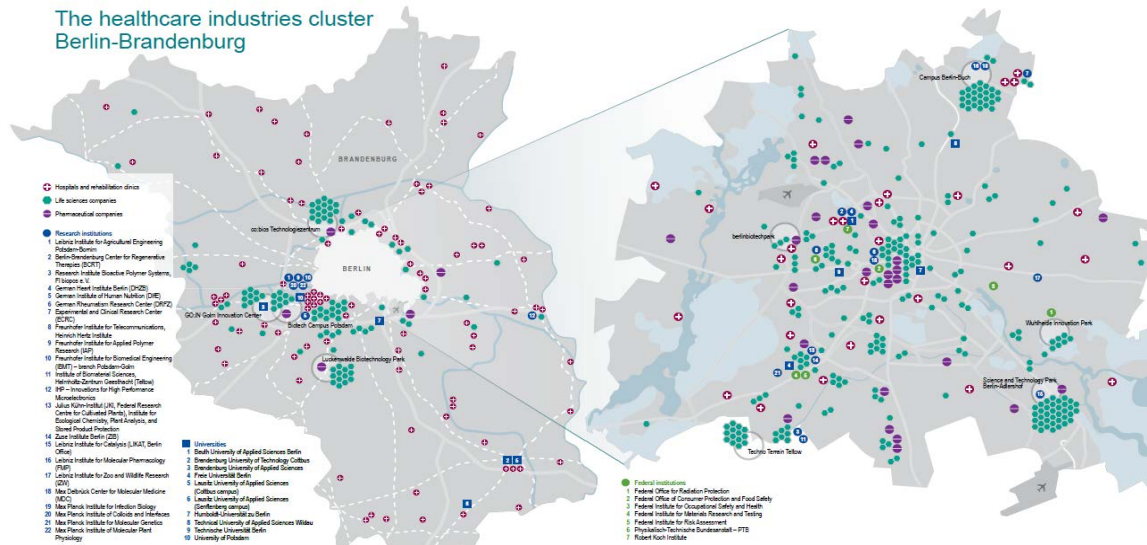 The healthcare industries cluster
Berlin-Brandenburg
BRANDENBURG
BERLIN
co:bios Technologiezentrum
GO:IN Golm Innovation Center
Biotech Campus Potsdam
Luckenwalde Biotechnology Park
Hospitals and rehabilitation clinics
Life sciences companies
Pharmaceutical companies
Research institutions
1 Leibniz Institute for Agricultural Engineering
Potsdam-Bornim
2 Berlin-Brandenburg Center for Regenerative
Therapies (BCRT)
3 Research Institute Bioactive Polymer Systems,
FI biopos e.V.
4 German Heart Institute Berlin (DHZB)
5 German Institute of Human Nutrition (DIfE)
6 German Rheumatism Research Center (DRFZ)
7 Experimental and Clinical Research Center
(ECRC)
8 Fraunhofer Institute for Telecommunications,
Heinrich Hertz Institute
9 Fraunhofer Institute for Applied Polymer
Research (IAP)
10 Fraunhofer Institute for Biomedical Engineering
(IBMT) – branch Potsdam-Golm
11 Institute of Biomaterial Sciences,
Helmholtz-Zentrum Geesthacht (Teltow)
12 IHP – Innovations for High Performance
Microelectronics
13 Julius Kühn-Institut (JKI, Federal Research
Centre for Cultivated Plants), Institute for
Ecological Chemistry, Plant Analysis, and
Stored Product Protection
14 Zuse Institute Berlin (ZIB)
15 Leibniz Institute for Catalysis (LIKAT, Berlin
Office)
16 Leibniz Institute for Molecular Pharmacology
(FMP)
17 Leibniz Institute for Zoo and Wildlife Research
(IZW)
18 Max Delbrück Center for Molecular Medicine
(MDC)
19 Max Planck Institute for Infection Biology
20 Max Planck Institute of Colloids and Interfaces
21 Max Planck Institute for Molecular Genetics
22 Max Planck Institute of Molecular Plant
Physiology
Universities
1 Beuth University of Applied Sciences Berlin
2 Brandenburg University of Technology Cottbus
3 Brandenburg University of Applied Sciences
4 Freie Universität Berlin
5 Lausitz University of Applied Sciences
(Cottbus campus)
6 Lausitz University of Applied Sciences
(Senftenberg campus)
7 Humboldt-Universität zu Berlin
8 Technical University of Applied Sciences Wildau
9 Technische Universität Berlin
10 University of Potsdam
Campus Berlin-Buch
berlinbiotechpark
Wuhlheide Innovation Park
Science and Technology Park
Berlin-Adlershof
Techno Terrain Teltow
Federal institutions
1 Federal Office for Radiation Protection
2 Federal Office of Consumer Protection and Food Safety
3 Federal Institute for Occupational Safety and Health
4 Federal Institute for Materials Research and Testing
5 Federal Institute for Risk Assessment
6 Physikalisch-Technische Bundesanstalt – PTB
7 Robert Koch Institute